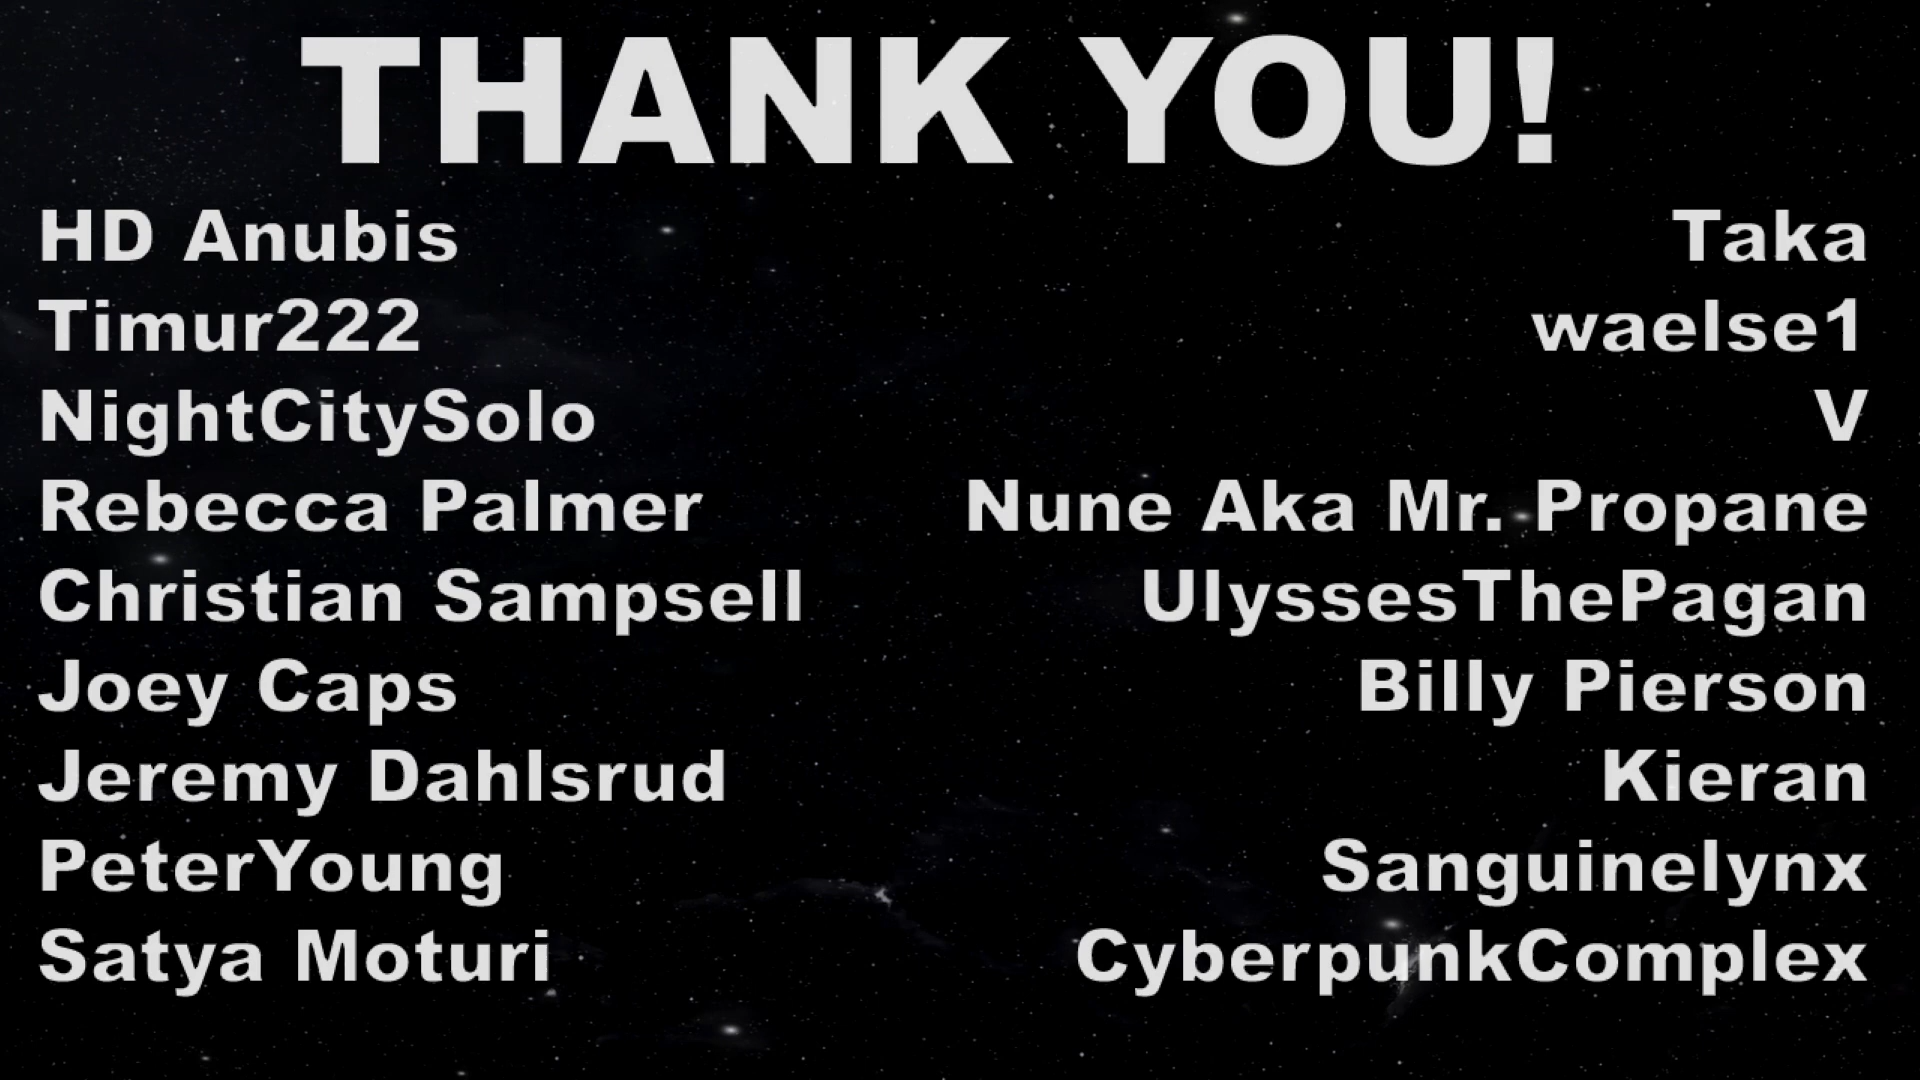 THANK YOU!
HD Anubis
Timur222
NightCitySolo
Rebecca Palmer
Christian Sampsell
Joey Caps
Jeremy Dahlsrud
PeterYoung
Satya Moturi
Taka
waelse1
V
Nune Aka Mr. Propane
UlyssesThePagan
Billy Pierson
Kieran
Sanguinelynx
CyberpunkComplex